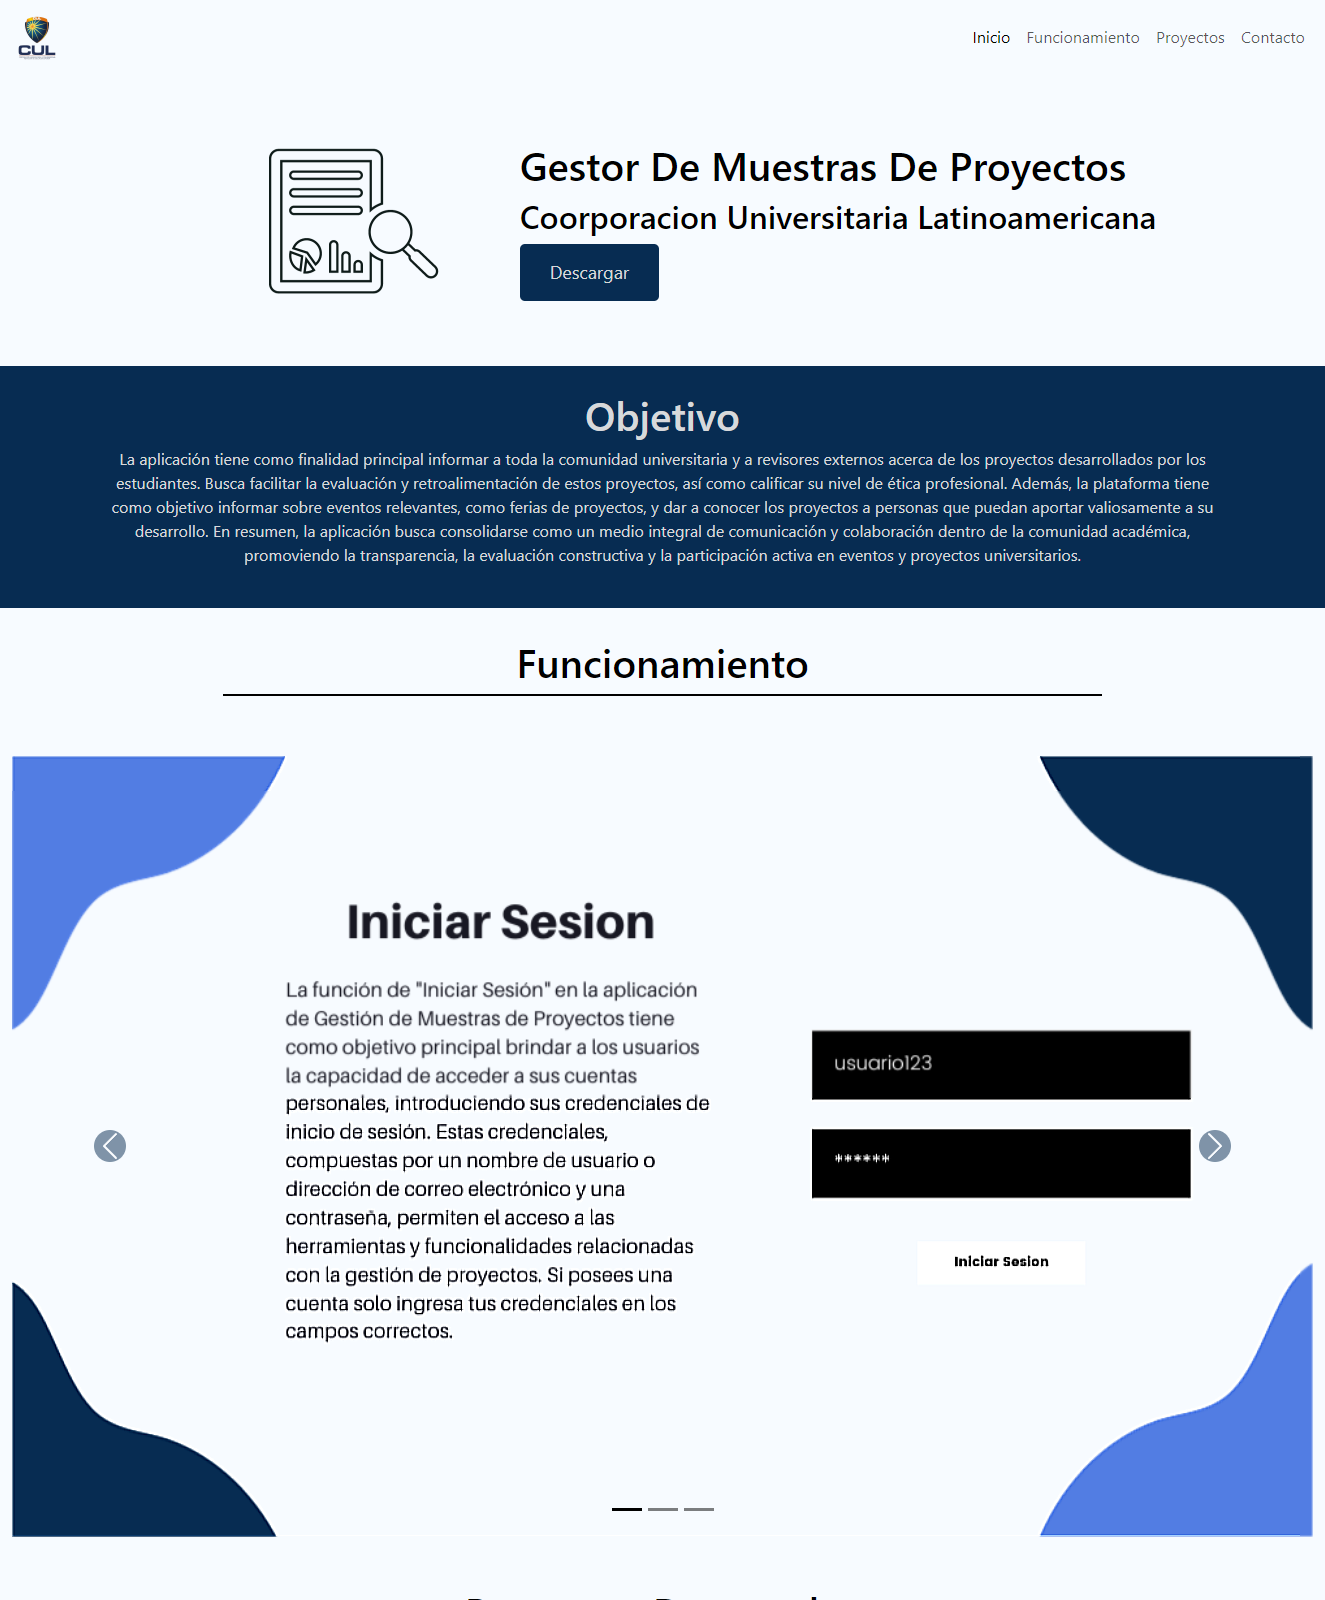 CUL
Inicio Funcionamiento Proyectos Contacto
Gestor De Muestras De Proyectos
Coorporacion Universitaria Latinoamericana
Descargar
Objetivo
La aplicación tiene como finalidad principal informar a toda la comunidad universitaria y a revisores externos acerca de los proyectos desarrollados por los
estudiantes. Busca facilitar la evaluación y retroalimentación de estos proyectos, así como calificar su nivel de ética profesional. Además, la plataforma tiene
como objetivo informar sobre eventos relevantes, como ferias de proyectos, y dar a conocer los proyectos a personas que puedan aportar valiosamente a su
desarrollo. En resumen, la aplicación busca consolidarse como un medio integral de comunicación y colaboración dentro de la comunidad académica,
promoviendo la transparencia, la evaluación constructiva y la participación activa en eventos y proyectos universitarios.
Funcionamiento
Iniciar Sesion
La función de "Iniciar Sesión" en la aplicación
de Gestión de Muestras de Proyectos tiene
como objetivo principal brindar a los usuarios
la capacidad de acceder a sus cuentas
personales, introduciendo sus credenciales de
inicio de sesión. Estas credenciales,
compuestas por un nombre de usuario o
dirección de correo electrónico y una
contraseña, permiten el acceso a las
herramientas y funcionalidades relacionadas
con la gestión de proyectos. Si posees una
cuenta solo ingresa tus credenciales en los
campos correctos.
usuario123
******
Iniciar Sesion